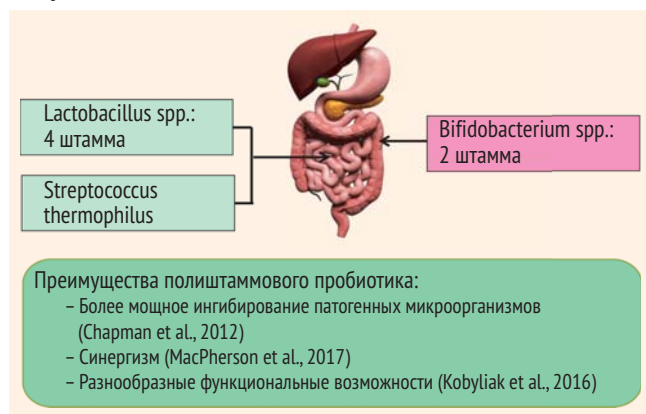 Lactobacillus spp.:
4 штамма
Bifidobacterium spp.:
2 штамма
Streptococcus
thermophilus
Преимущества полиштаммового пробиотика:
– Более мощное ингибирование патогенных микроорганизмов
(Chapman et al., 2012)
– Синергизм (MacPherson et al., 2017)
– Разнообразные функциональные возможности (Kobyliak et al., 2016)